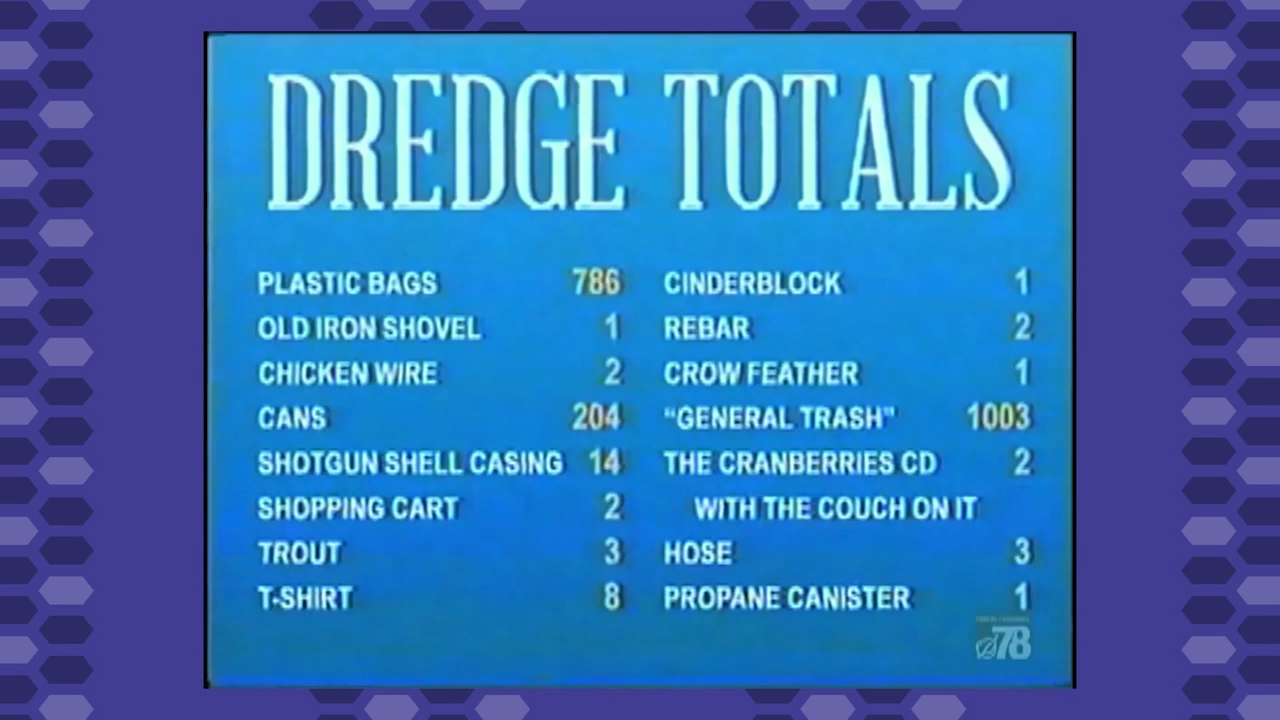 DREDGE TOTALS
PLASTIC BAGS 786
OLD IRON SHOVEL 1
CHICKEN WIRE 2
CANS 204
SHOTGUN SHELL CASING 14
SHOPPING CART 2
TROUT 3
T-SHIRT 8
CINDERBLOCK 1
REBAR 2
CROW FEATHER 1
“GENERAL TRASH” 1003
THE CRANBERRIES CD 2
WITH THE COUCH ON IT
HOSE 3
PROPANE CANISTER 1
78